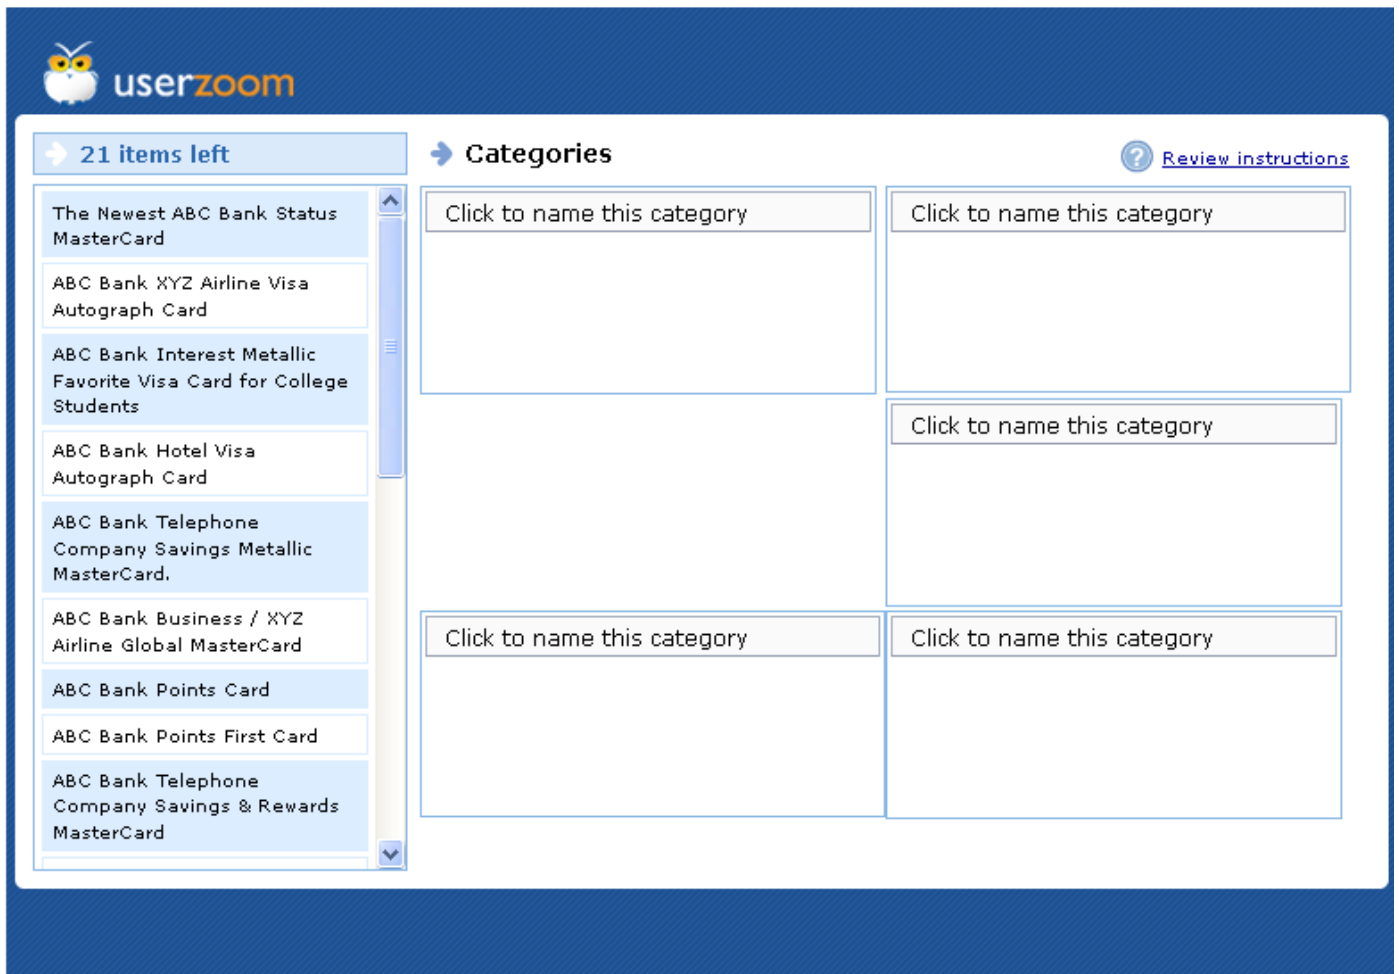 userzoom
21 items left
Categories
? Review instructions
The Newest ABC Bank Status
MasterCard
ABC Bank XYZ Airline Visa
Autograph Card
ABC Bank Interest Metallic
Favorite Visa Card for College
Students
ABC Bank Hotel Visa
Autograph Card
ABC Bank Telephone
Company Savings Metallic
MasterCard.
ABC Bank Business / XYZ
Airline Global MasterCard
ABC Bank Points Card
ABC Bank Points First Card
ABC Bank Telephone
Company Savings & Rewards
MasterCard
Click to name this category
Click to name this category
Click to name this category
Click to name this category
Click to name this category